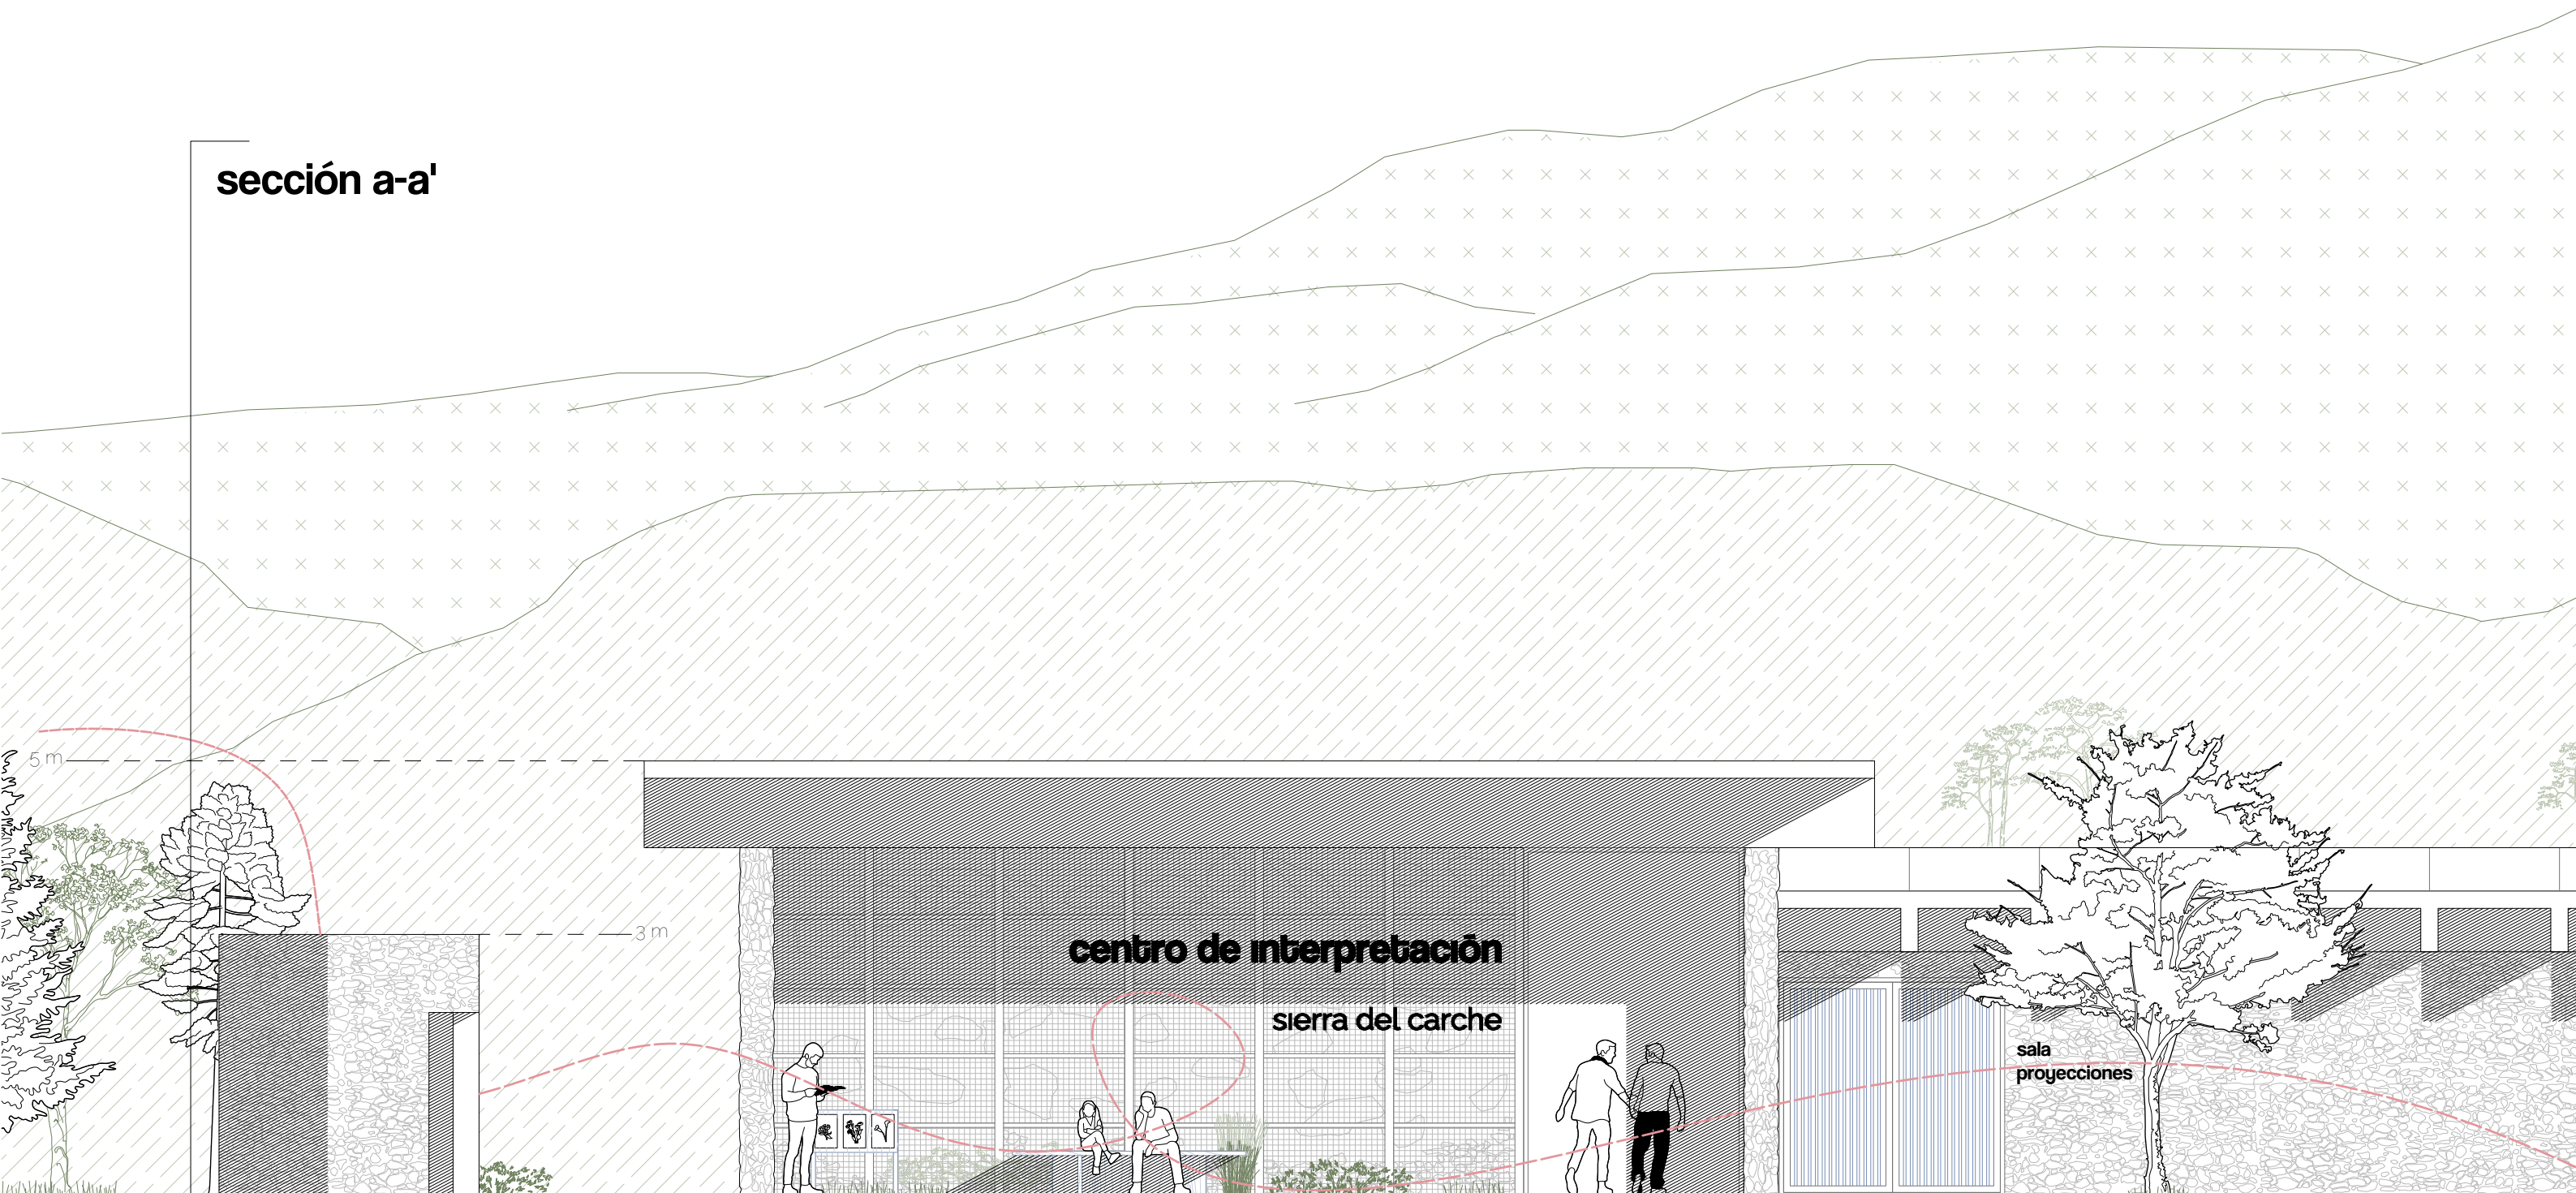 sección a-a'
5 m
3 m
centro de interpretación
sierra del carche
sala
proyecciones